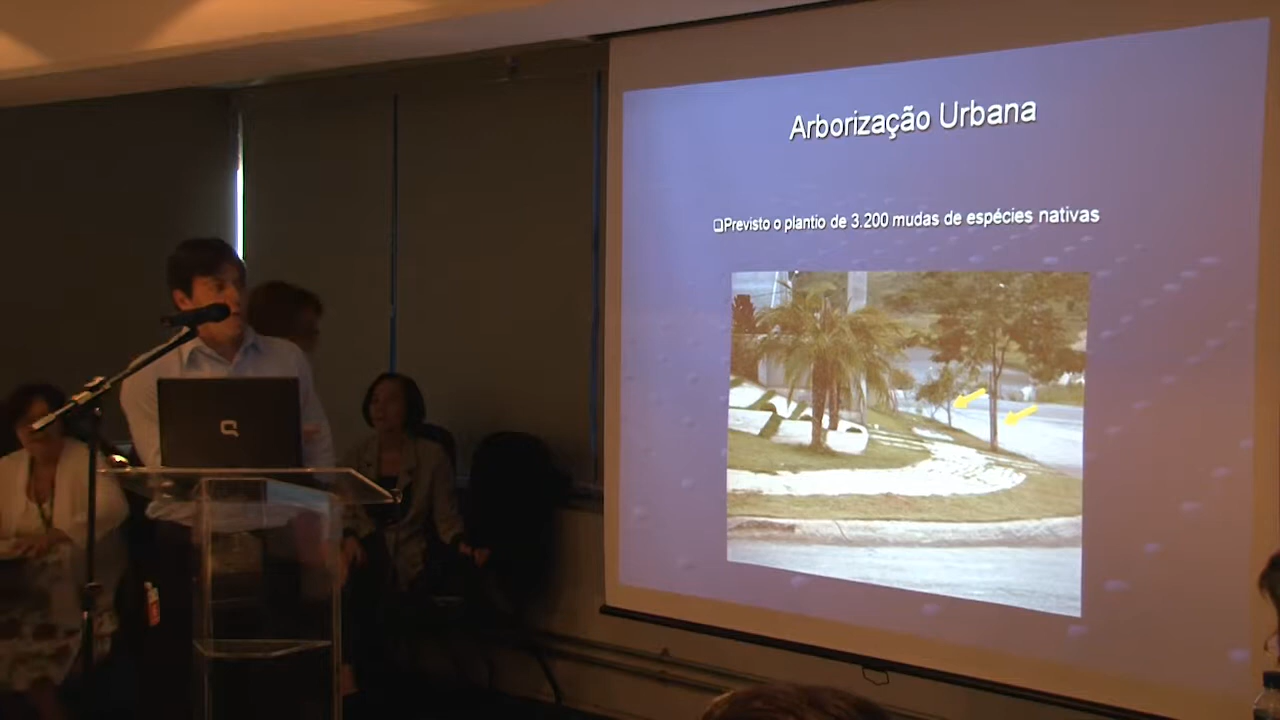 Arborização Urbana
❑Previsto o plantio de 3.200 mudas de espécies nativas